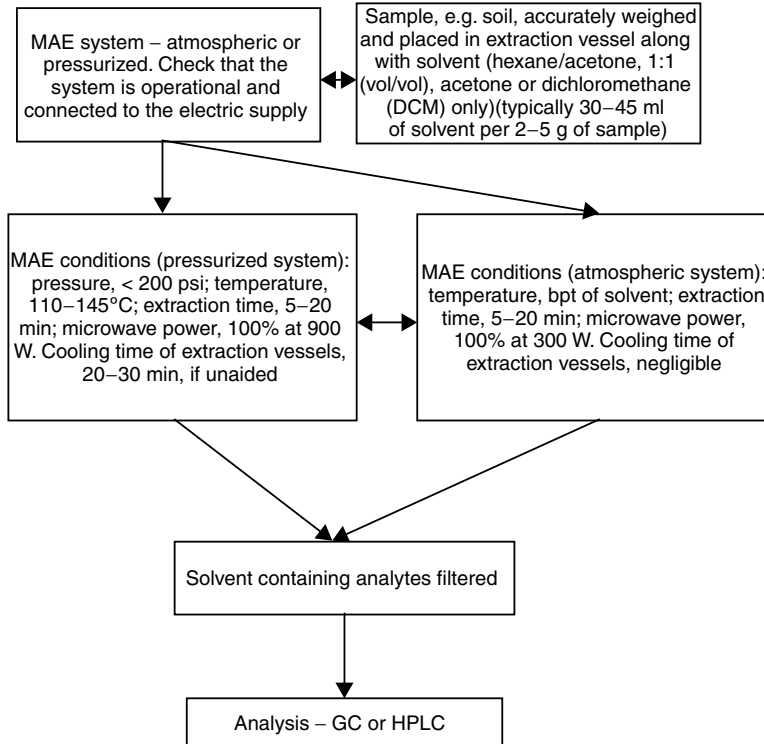 MAE system – atmospheric or
pressurized. Check that the
system is operational and
connected to the electric supply
Sample, e.g. soil, accurately weighed
and placed in extraction vessel along
with solvent (hexane/acetone, 1:1
(vol/vol), acetone or dichloromethane
(DCM) only)(typically 30–45 ml
of solvent per 2–5 g of sample)
MAE conditions (pressurized system):
pressure, < 200 psi; temperature,
110–145°C; extraction time, 5–20
min; microwave power, 100% at 900
W. Cooling time of extraction vessels,
20–30 min, if unaided
MAE conditions (atmospheric system):
temperature, bpt of solvent; extraction
time, 5–20 min; microwave power,
100% at 300 W. Cooling time of
extraction vessels, negligible
Solvent containing analytes filtered
Analysis – GC or HPLC